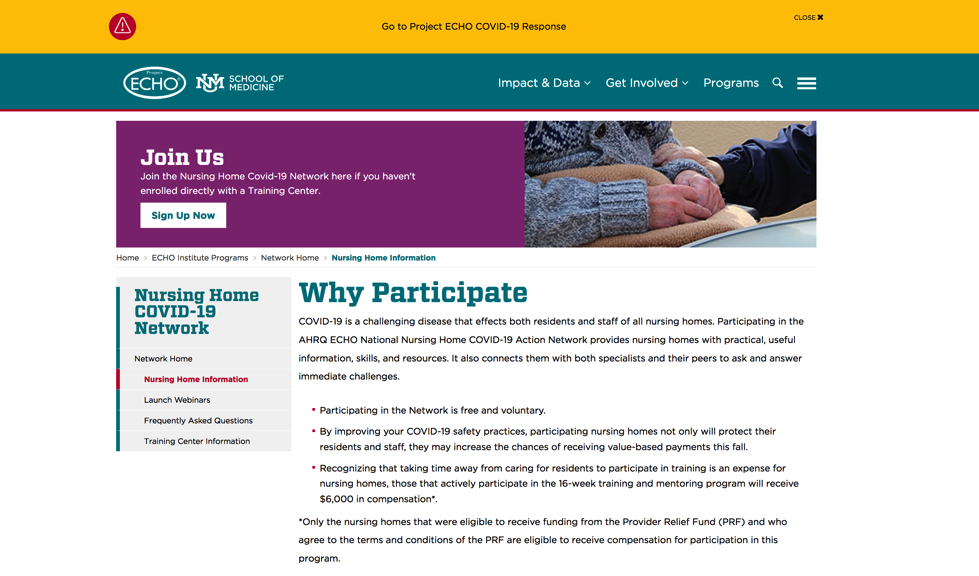 Go to Project ECHO COVID-19 Response
CLOSE ✖
Project
ECHO®
UNM
SCHOOL OF
MEDICINE
Impact & Data
Get Involved
Programs
Join Us
Join the Nursing Home Covid-19 Network here if you haven't
enrolled directly with a Training Center.
Sign Up Now
Home > ECHO Institute Programs > Network Home > Nursing Home Information
Nursing Home
COVID-19
Network
Network Home
Nursing Home Information
Launch Webinars
Frequently Asked Questions
Training Center Information
Why Participate
COVID-19 is a challenging disease that effects both residents and staff of all nursing homes. Participating in the
AHRQ ECHO National Nursing Home COVID-19 Action Network provides nursing homes with practical, useful
information, skills, and resources. It also connects them with both specialists and their peers to ask and answer
immediate challenges.
Participating in the Network is free and voluntary.
By improving your COVID-19 safety practices, participating nursing homes not only will protect their
residents and staff, they may increase the chances of receiving value-based payments this fall.
Recognizing that taking time away from caring for residents to participate in training is an expense for
nursing homes, those that actively participate in the 16-week training and mentoring program will receive
$6,000 in compensation*.
*Only the nursing homes that were eligible to receive funding from the Provider Relief Fund (PRF) and who
agree to the terms and conditions of the PRF are eligible to receive compensation for participation in this
program.